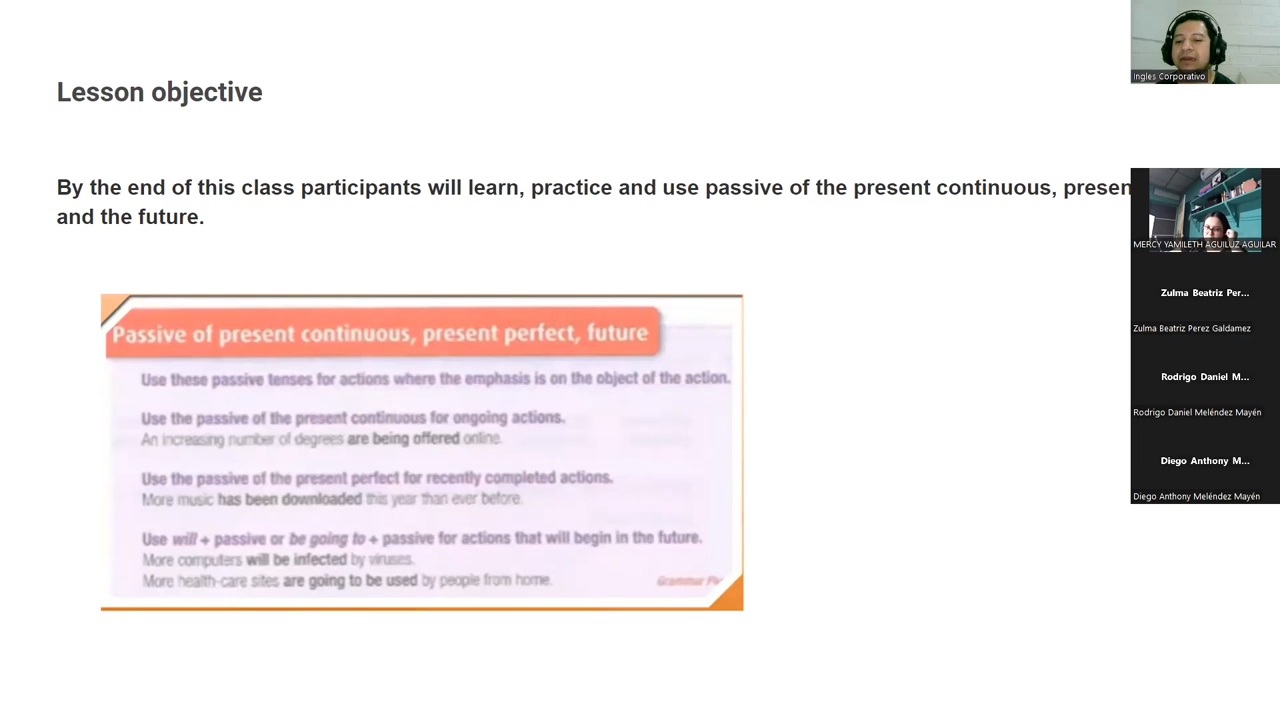 Lesson objective
By the end of this class participants will learn, practice and use passive of the present continuous, presen
and the future.
Passive of present continuous, present perfect, future
Use these passive tenses for actions where the emphasis is on the object of the action.
Use the passive of the present continuous for ongoing actions.
An increasing number of degrees are being offered online.
Use the passive of the present perfect for recently completed actions.
More music has been downloaded this year than ever before.
Use will + passive or be going to + passive for actions that will begin in the future.
More computers will be infected by viruses.
More health-care sites are going to be used by people from home.
Grammar
Ingles Corporativo
MERCY YAMILETH AGUILUZ AGUILAR
Zulma Beatriz Per...
Zulma Beatriz Perez Galdamez
Rodrigo Daniel M...
Rodrigo Daniel Meléndez Mayén
Diego Anthony M...
Diego Anthony Meléndez Mayén